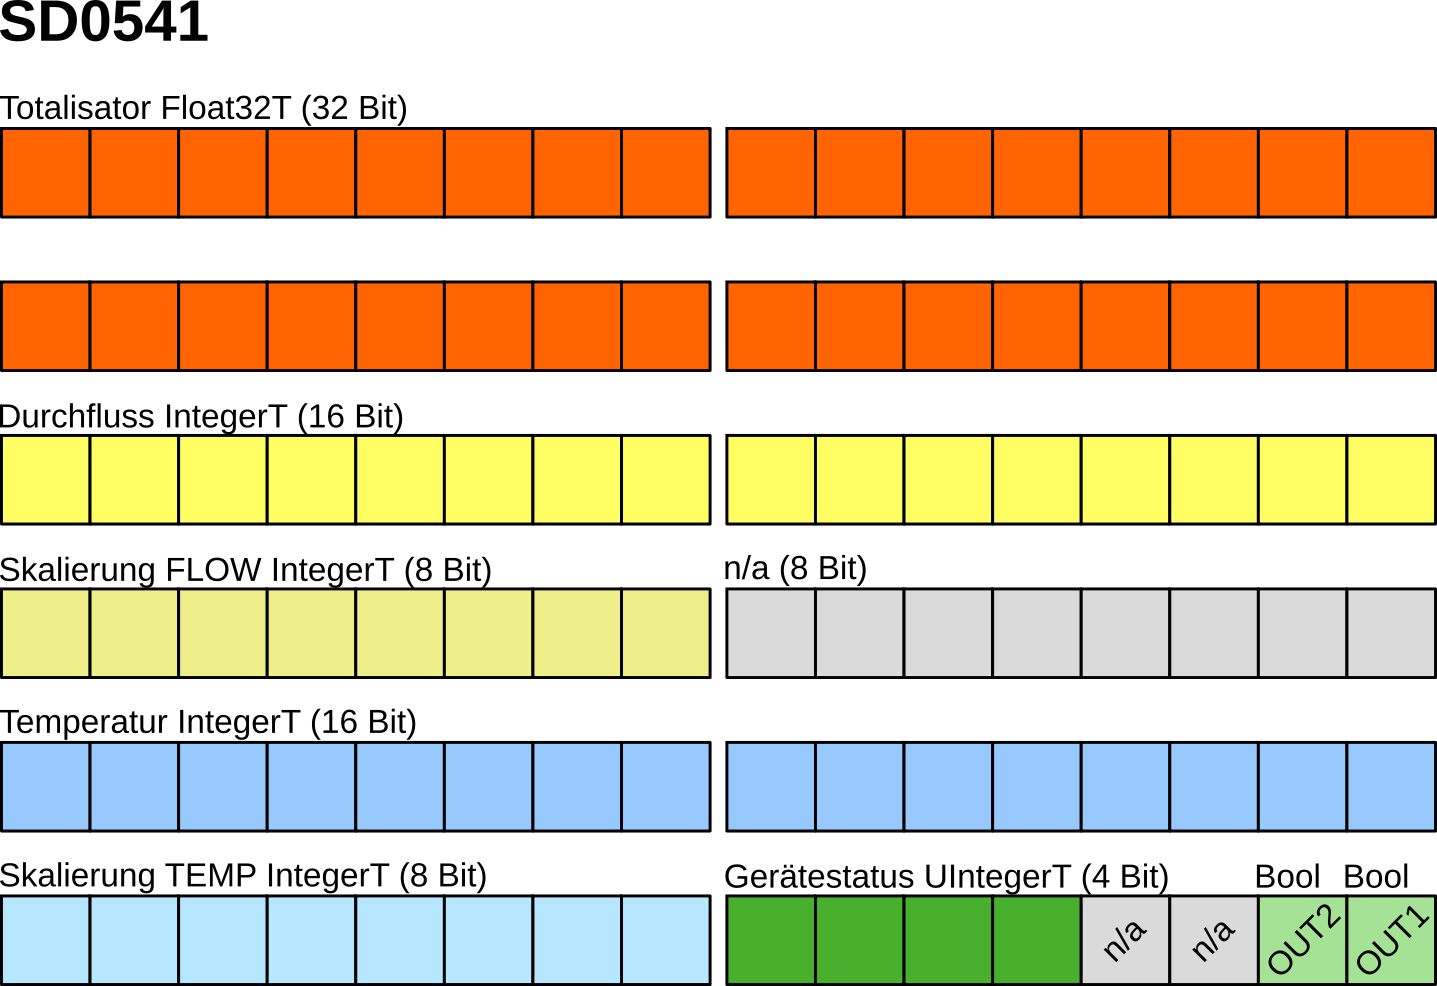 SD0541
Totalisator Float32T (32 Bit)
Durchfluss IntegerT (16 Bit)
Skalierung FLOW IntegerT (8 Bit) n/a (8 Bit)
Temperatur IntegerT (16 Bit)
Skalierung TEMP IntegerT (8 Bit) Gerätestatus UIntegerT (4 Bit) Bool Bool
n/a n/a OUT2 OUT1